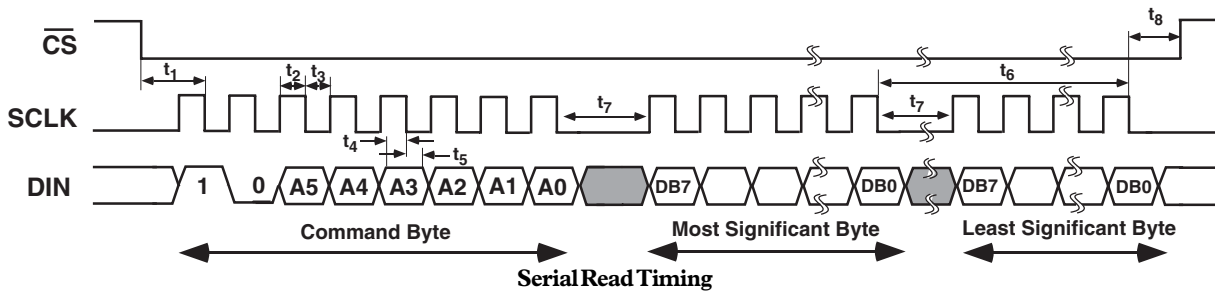 CS
t8
t1 t2 t3 t6
SCLK
t7 t7
t4 t5
DIN 1 0 A5 A4 A3 A2 A1 A0 DB7 DB0 DB7 DB0
Command Byte Most Significant Byte Least Significant Byte
Serial Read Timing